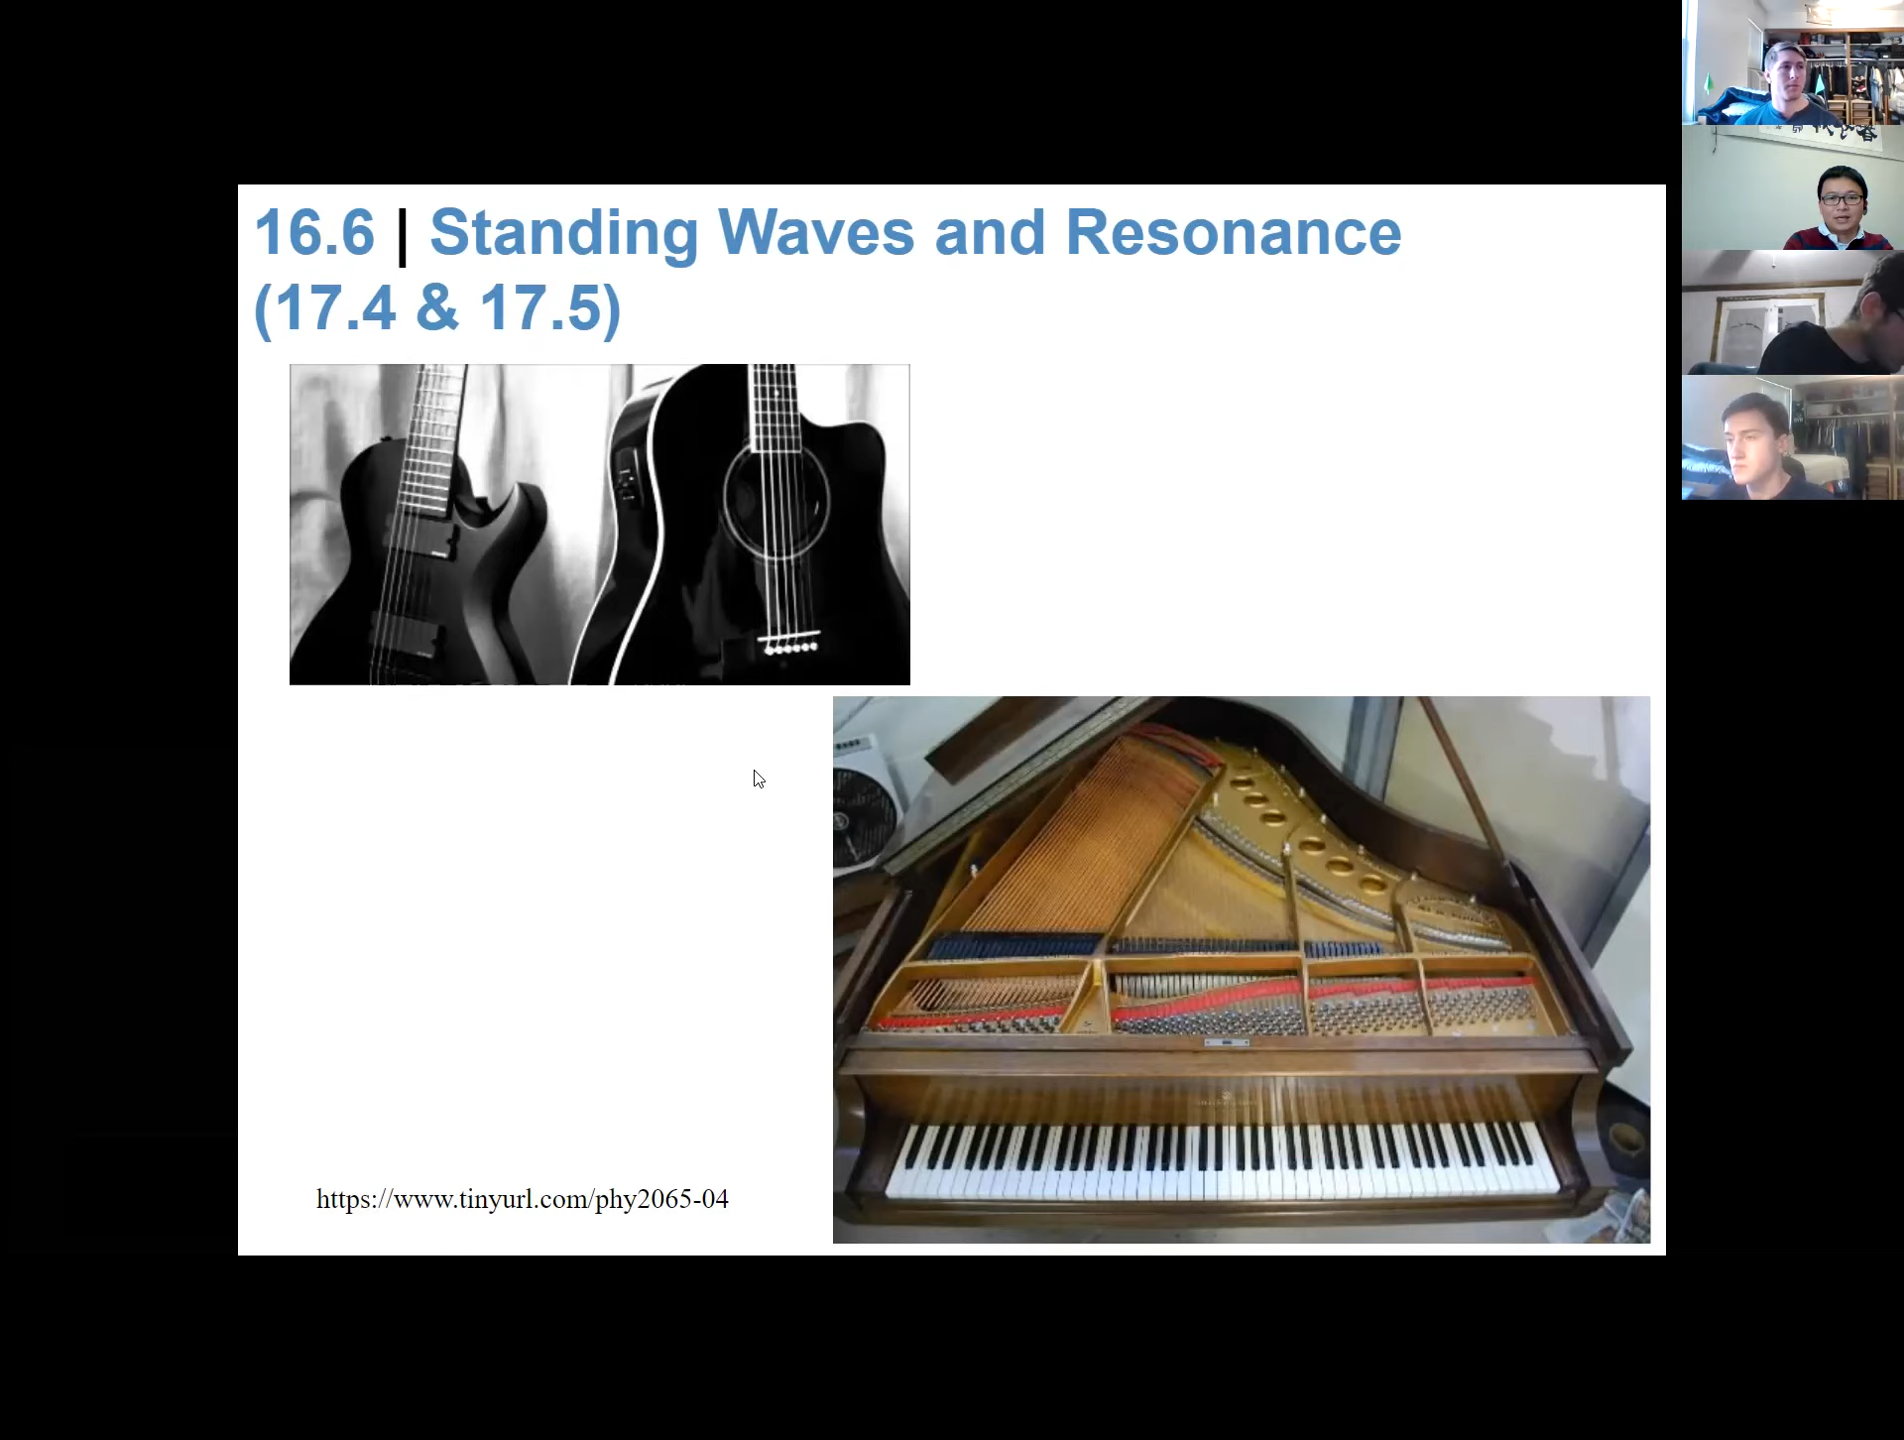 16.6 | Standing Waves and Resonance
(17.4 & 17.5)
https://www.tinyurl.com/phy2065-04